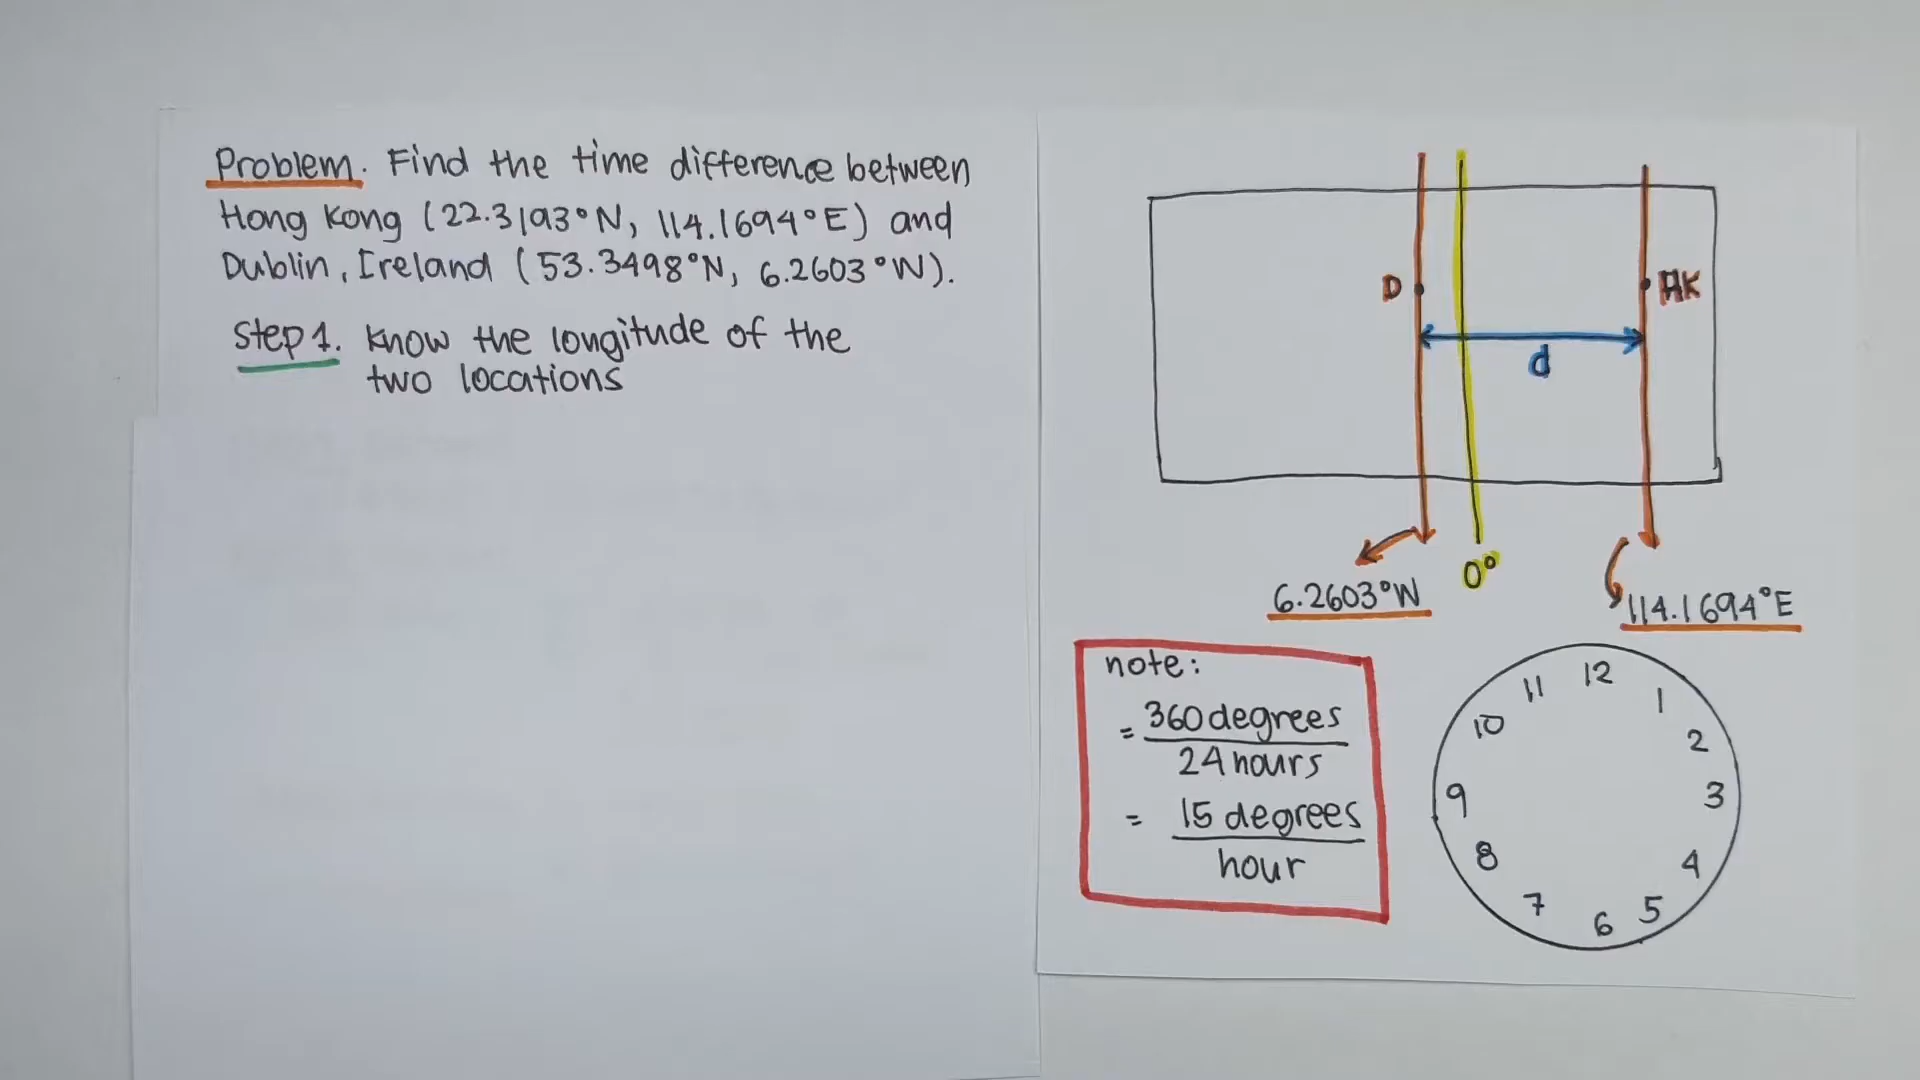 Problem. Find the time difference between
Hong Kong (22.3193°N, 114.1694°E) and
Dublin, Ireland (53.3498°N, 6.2603°W).
Step 1. Know the longitude of the
two locations
D
HK
d
0°
6.2603°W
114.1694°E
note:
= 360 degrees
24 hours
= 15 degrees
hour
12
11
1
10
2
9
3
8
4
7
5
6